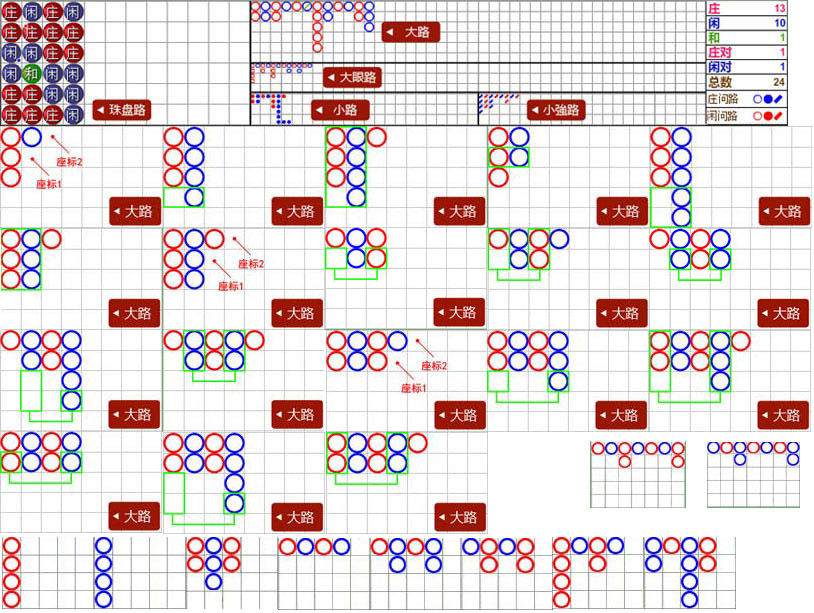 庄 闲 庄 闲
庄 庄 庄 庄
闲 闲 庄 庄
闲 和 闲 闲
庄 庄 闲 闲
庄 庄 庄 闲
珠盘路
大路
大眼路
小路
小強路
庄 13
闲 10
和 1
庄对 1
闲对 1
总数 24
庄问路
闲问路
座标2
座标1
大路
大路
大路
大路
大路
座标2
座标1
大路
大路
大路
大路
大路
座标2
座标1
大路
大路
大路
大路
大路
大路
大路
大路